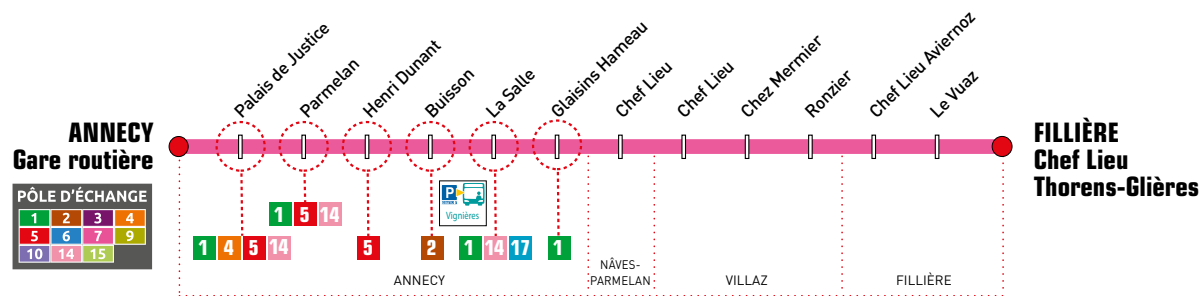 Palais de Justice
Parmelan
Henri Dunant
Buisson
La Salle
Glaisins Hameau
Chef Lieu
Chef Lieu
Chez Mermier
Ronzier
Chef Lieu Aviernoz
Le Vuaz
ANNECY
Gare routière
FILLIÈRE
Chef Lieu
Thorens-Glières
PÔLE D'ÉCHANGE
1 2 3 4
5 6 7 9
10 14 15
1 4 5 14
1 5 14
5
2
P
Vignières
1 14 17
1
ANNECY
NÂVES-
PARMELAN
VILLAZ
FILLIÈRE